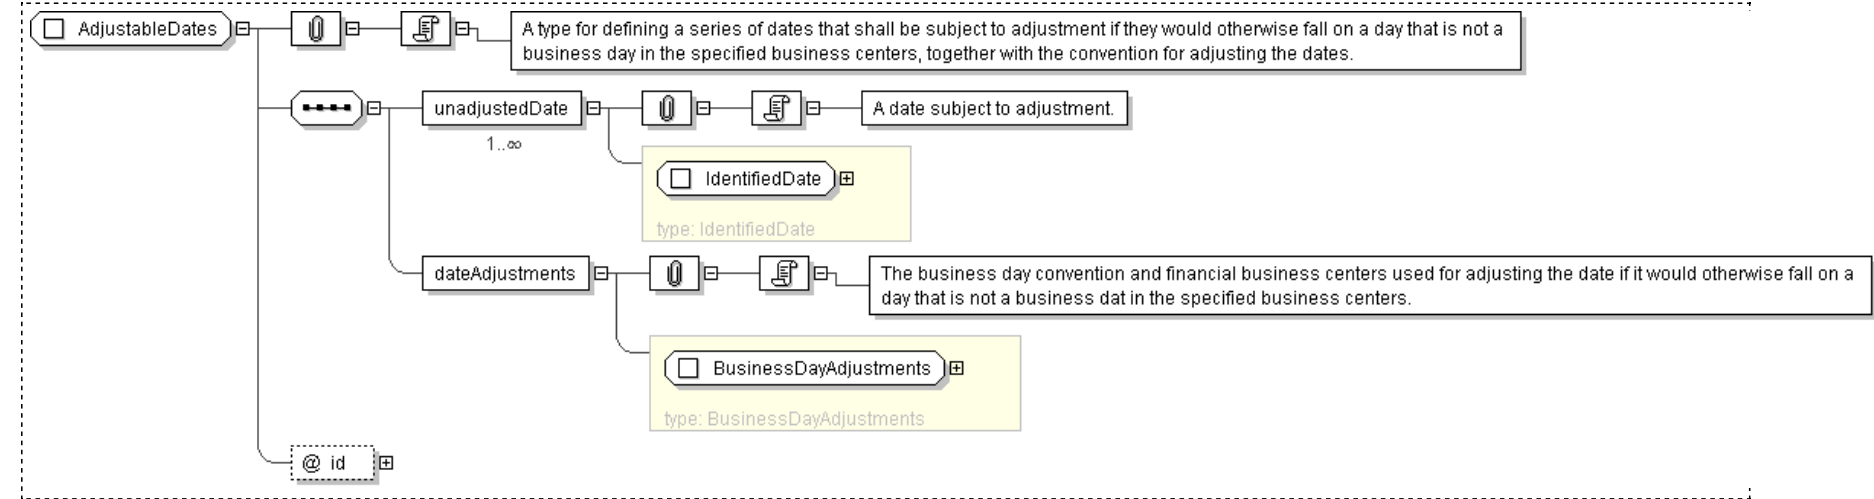 AdjustableDates
A type for defining a series of dates that shall be subject to adjustment if they would otherwise fall on a day that is not a
business day in the specified business centers, together with the convention for adjusting the dates.
unadjustedDate
A date subject to adjustment.
1..∞
IdentifiedDate
type: IdentifiedDate
dateAdjustments
The business day convention and financial business centers used for adjusting the date if it would otherwise fall on a
day that is not a business dat in the specified business centers.
BusinessDayAdjustments
type: BusinessDayAdjustments
@ id